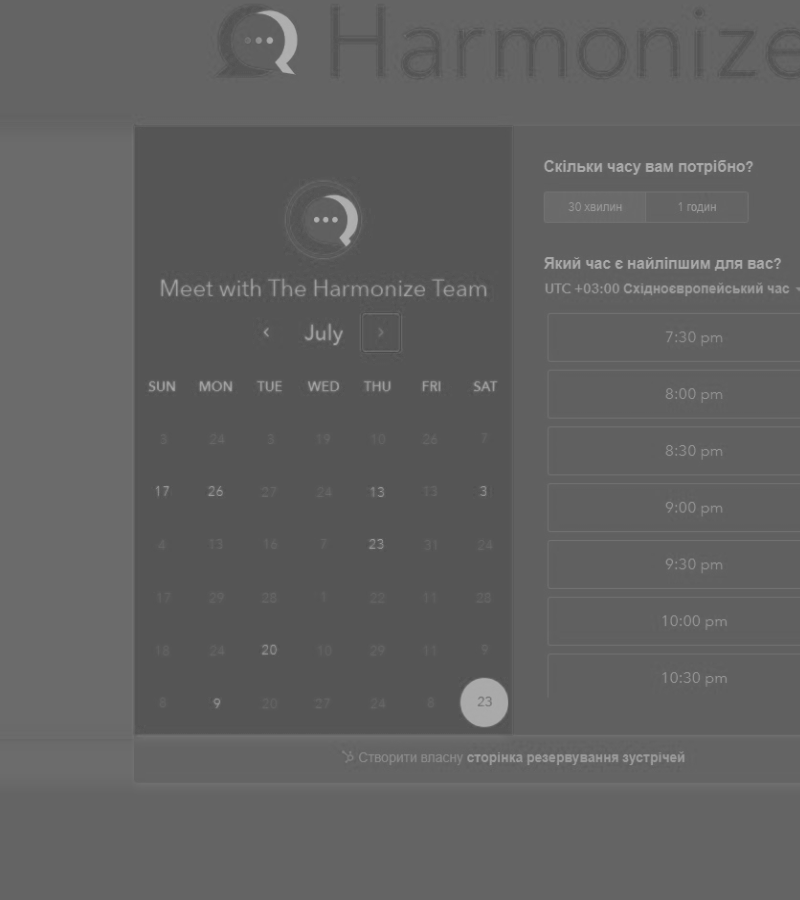 Harmonize
Meet with The Harmonize Team
July
SUN MON TUE WED THU FRI SAT
3 24 3 19 10 26 7
17 26 27 24 13 13 3
4 13 16 7 23 31 24
17 29 28 1 22 11 28
18 24 20 10 29 11 9
8 9 20 27 24 8 23
Скільки часу вам потрібно?
30 хвилин 1 годин
Який час є найліпшим для вас?
UTC +03:00 Східноєвропейський час
7:30 pm
8:00 pm
8:30 pm
9:00 pm
9:30 pm
10:00 pm
10:30 pm
Створити власну сторінка резервування зустрічей